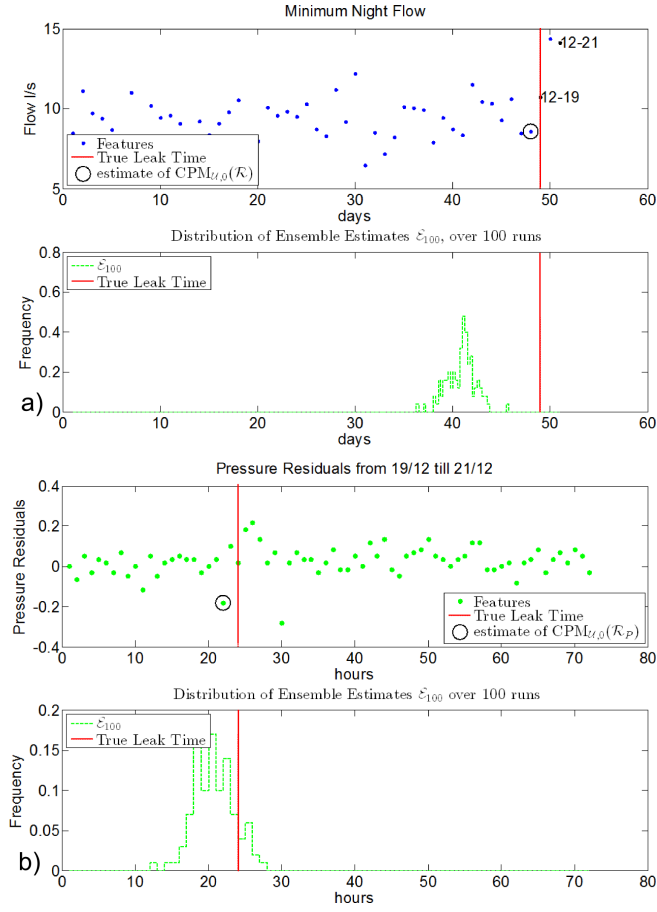 Minimum Night Flow
15
10
5
Flow l/s
12-21
12-19
Features
True Leak Time
estimate of CPM𝒰,0(𝓡)
0 10 20 30 40 50 60
days
Distribution of Ensemble Estimates ℰ100, over 100 runs
0.8
0.6
0.4
0.2
0
Frequency
ℰ100
True Leak Time
0 10 20 30 40 50 60
days
a)
Pressure Residuals from 19/12 till 21/12
0.4
0.2
0
-0.2
-0.4
Pressure Residuals
Features
True Leak Time
estimate of CPM𝒰,0(𝓡P)
0 10 20 30 40 50 60 70 80
hours
Distribution of Ensemble Estimates ℰ100 over 100 runs
0.2
0.15
0.1
0.05
0
Frequency
ℰ100
True Leak Time
0 10 20 30 40 50 60 70 80
hours
b)